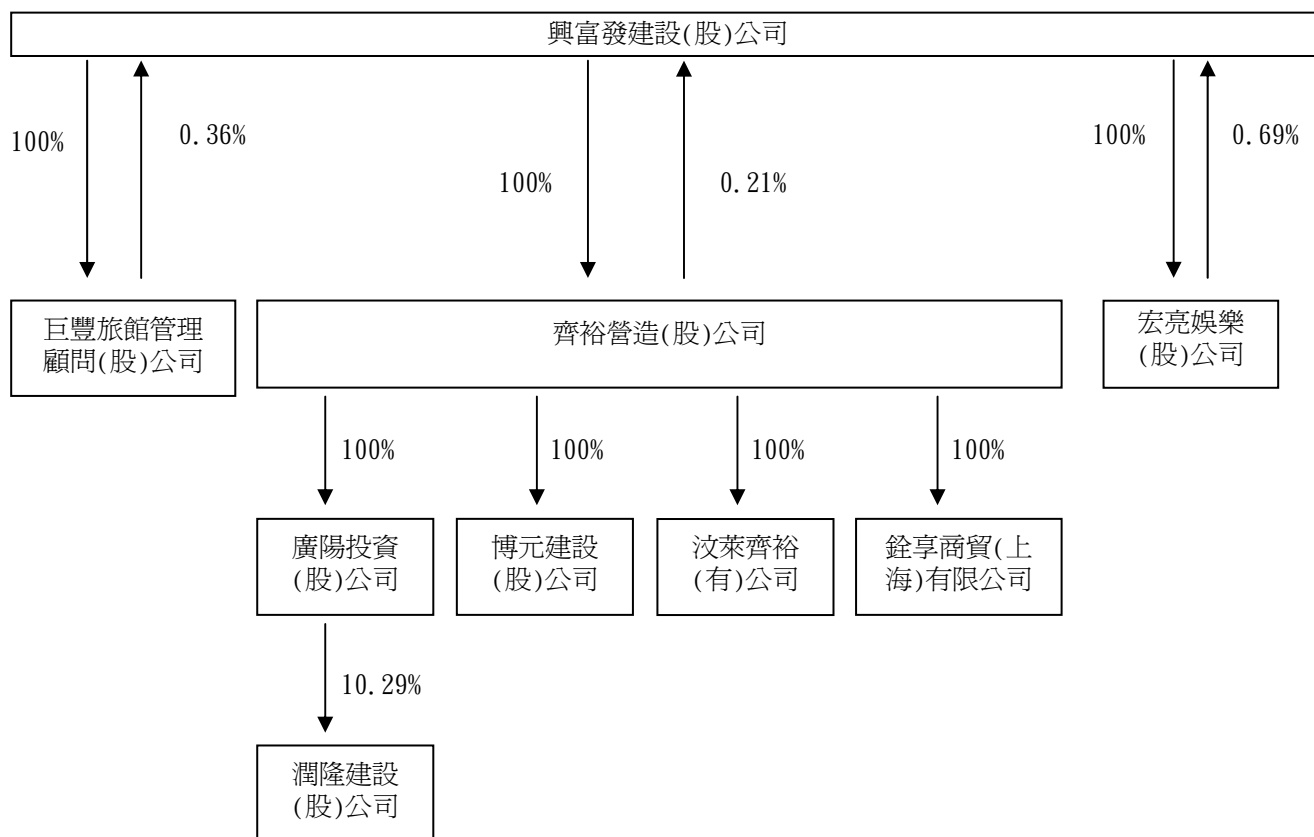 興富發建設(股)公司
100%
0.36%
100%
0.21%
100%
0.69%
巨豐旅館管理
顧問(股)公司
齊裕營造(股)公司
宏亮娛樂
(股)公司
100%
100%
100%
100%
廣陽投資
(股)公司
博元建設
(股)公司
汶萊齊裕
(有)公司
銓享商貿(上
海)有限公司
10.29%
潤隆建設
(股)公司